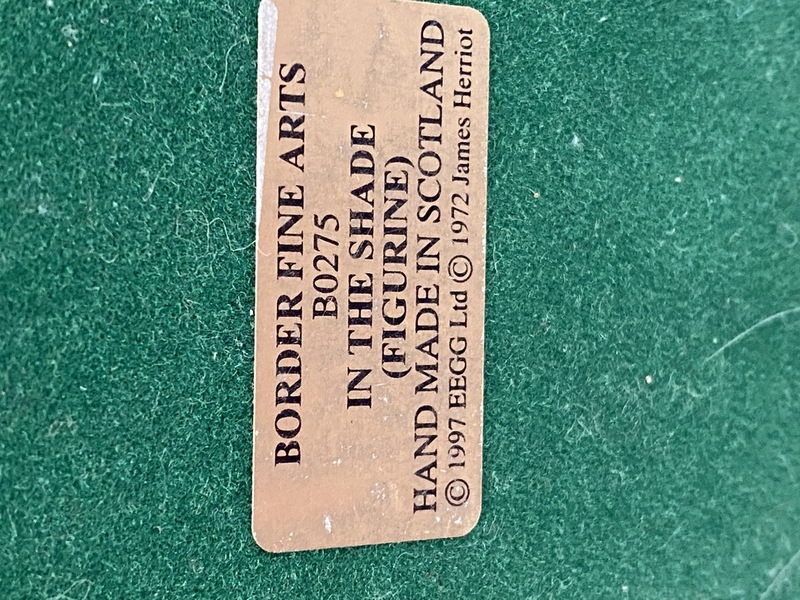 BORDER FINE ARTS
B0275
IN THE SHADE
(FIGURINE)
HAND MADE IN SCOTLAND
© 1997 EEGG Ltd © 1972 James Herriot